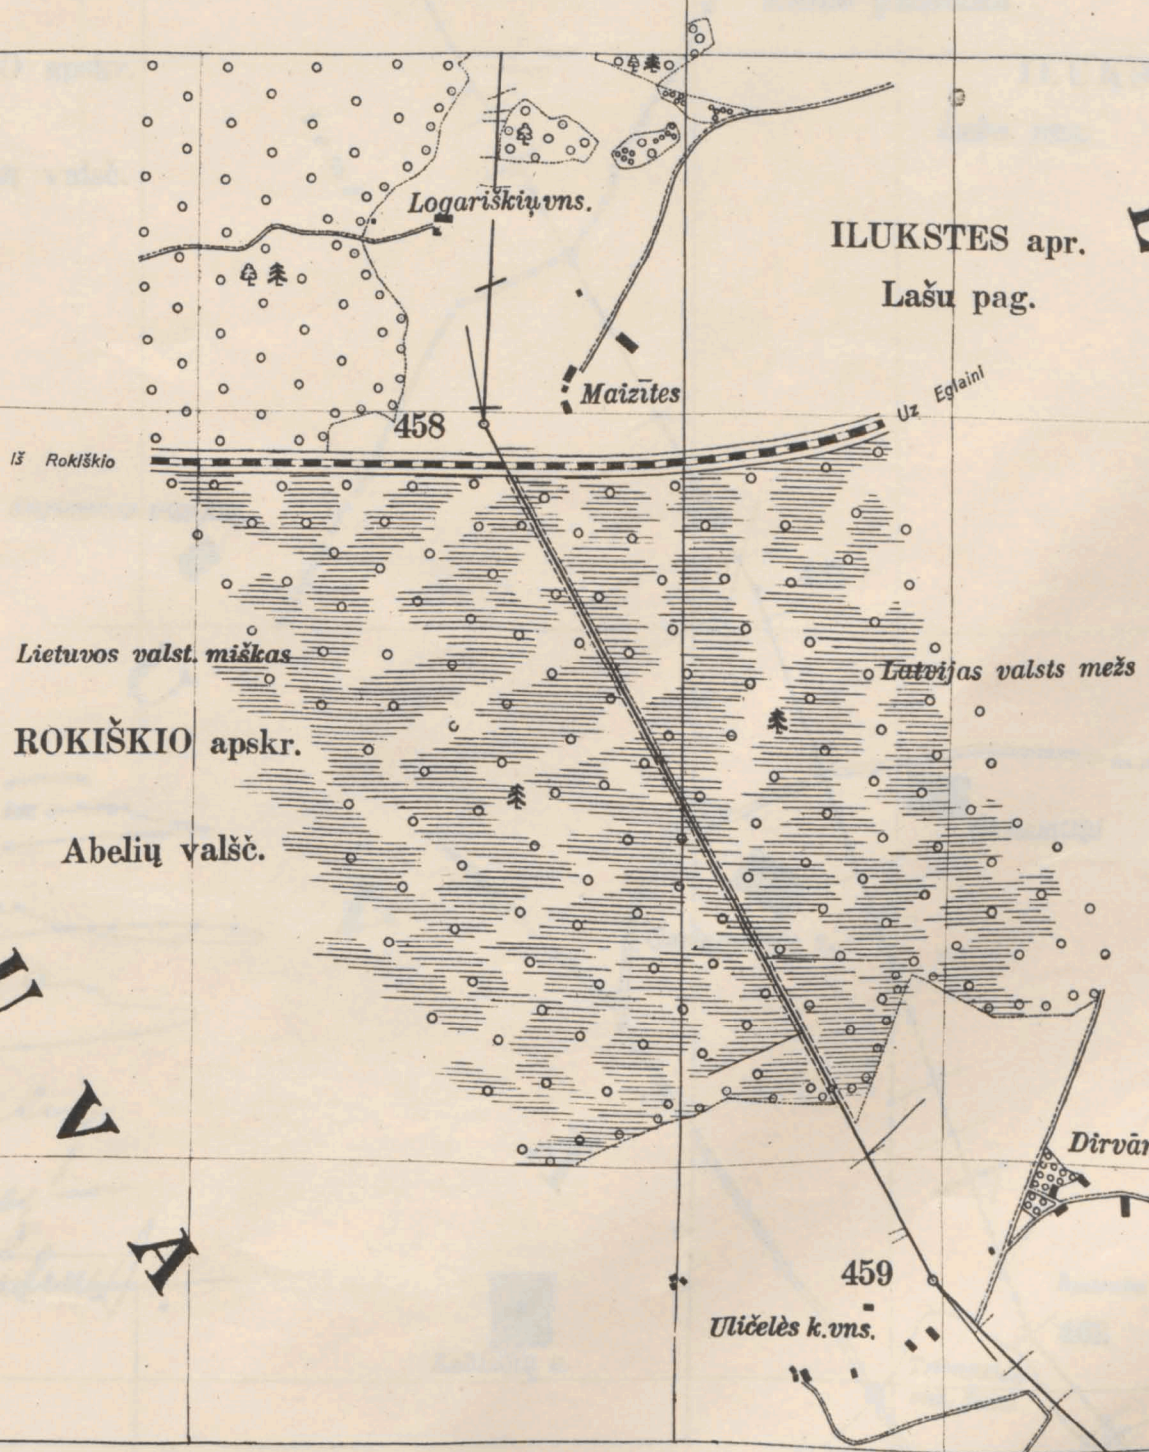 Logariškių vns.
ILUKSTES apr.
Lašu pag.
Maizītes
Uz Eglaini
458
Iš Rokiškio
Lietuvos valst. miškas
Latvijas valsts mežs
ROKIŠKIO apskr.
Abelių valšč.
U
V
A
Dirvār
459
Uličelės k.vns.